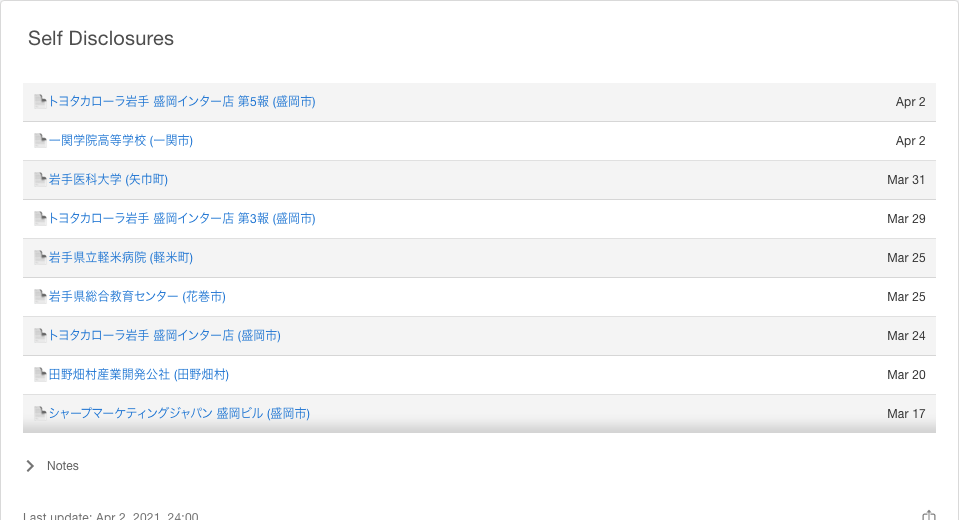 Self Disclosures
トヨタカローラ岩手 盛岡インター店 第5報 (盛岡市) Apr 2
一関学院高等学校 (一関市) Apr 2
岩手医科大学 (矢巾町) Mar 31
トヨタカローラ岩手 盛岡インター店 第3報 (盛岡市) Mar 29
岩手県立軽米病院 (軽米町) Mar 25
岩手県総合教育センター (花巻市) Mar 25
トヨタカローラ岩手 盛岡インター店 (盛岡市) Mar 24
田野畑村産業開発公社 (田野畑村) Mar 20
シャープマーケティングジャパン 盛岡ビル (盛岡市) Mar 17
Notes
Last update: Apr 2, 2021, 24:00